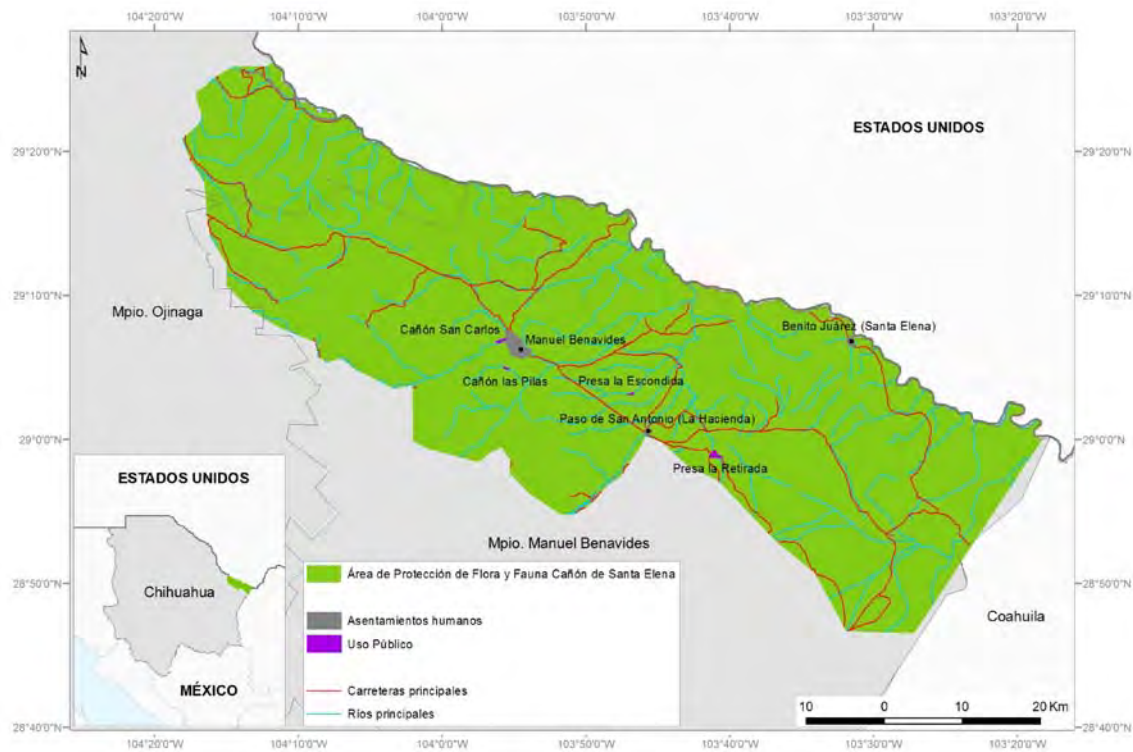 104°20'0"W
104°10'0"W
104°0'0"W
103°50'0"W
103°40'0"W
103°30'0"W
103°20'0"W
N
ESTADOS UNIDOS
29°20'0"N
29°20'0"N
Mpio. Ojinaga
29°10'0"N
29°10'0"N
Cañón San Carlos
Manuel Benavides
Benito Juárez (Santa Elena)
Cañón las Pilas
Presa la Escondida
Paso de San Antonio (La Hacienda)
29°0'0"N
29°0'0"N
Presa la Retirada
ESTADOS UNIDOS
Mpio. Manuel Benavides
Área de Protección de Flora y Fauna Cañón de Santa Elena
28°50'0"N
28°50'0"N
Chihuahua
Asentamientos humanos
Coahuila
Uso Público
MÉXICO
Carreteras principales
Ríos principales
10 0 10 20 Km
28°40'0"N
28°40'0"N
104°20'0"W
104°10'0"W
104°0'0"W
103°50'0"W
103°40'0"W
103°30'0"W
103°20'0"W